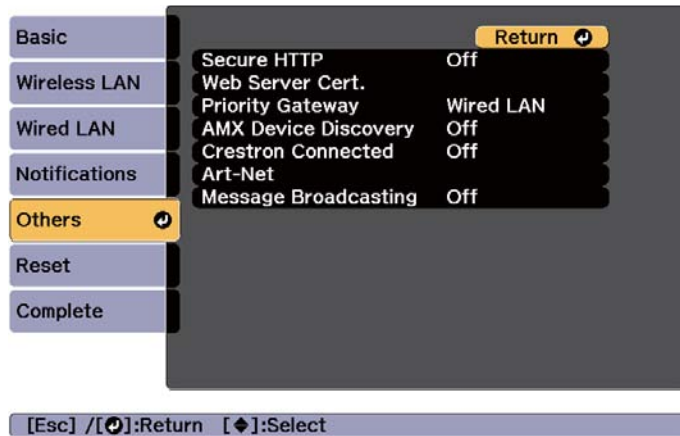 Basic
Wireless LAN
Wired LAN
Notifications
Others
Reset
Complete
Return
Secure HTTP Off
Web Server Cert.
Priority Gateway Wired LAN
AMX Device Discovery Off
Crestron Connected Off
Art-Net
Message Broadcasting Off
[Esc] /[]:Return [◆]:Select